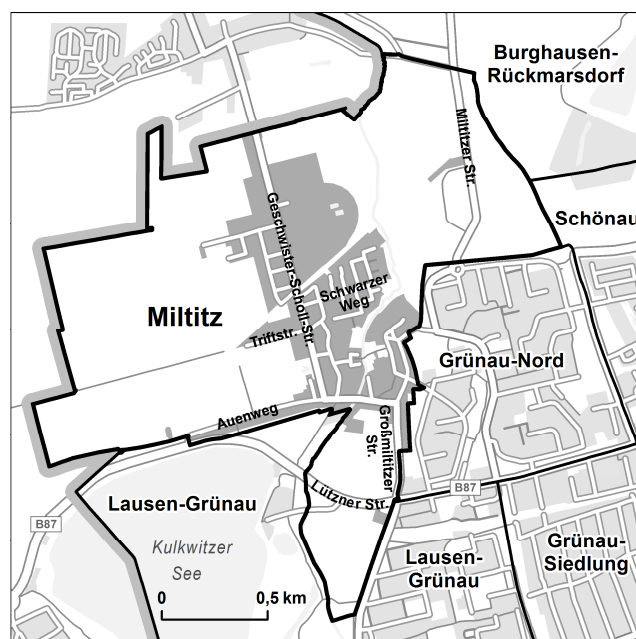 Burghausen-
Rückmarsdorf
Miltitzer Str.
Schönau
Geschwister-Scholl-Str.
Schwarzer
Weg
Miltitz
Triftstr.
Grünau-Nord
Auenweg
Großmiltitzer
Str.
B87
Lausen-Grünau
Lützner Str.
B87
Kulkwitzer
See
Lausen-
Grünau
Grünau-
Siedlung
0 0,5 km